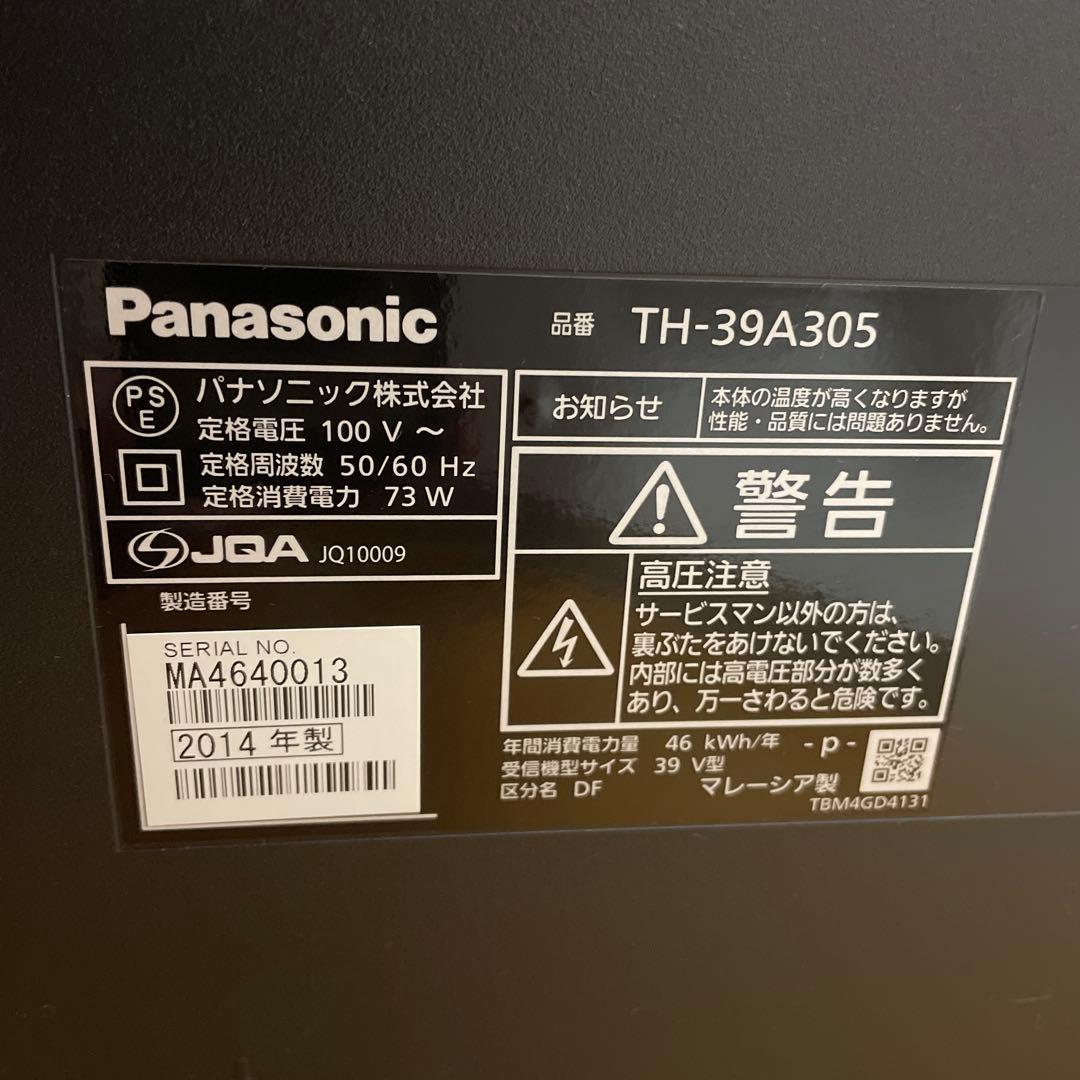 Panasonic
品番 TH-39A305
PS
E
パナソニック株式会社
定格電圧 100 V ～
定格周波数 50/60 Hz
定格消費電力 73 W
JQA JQ10009
製造番号
SERIAL NO.
MA4640013
2014 年製
お知らせ
本体の温度が高くなりますが
性能・品質には問題ありません。
警告
高圧注意
サービスマン以外の方は、
裏ぶたをあけないでください。
内部には高電圧部分が数多く
あり、万一さわると危険です。
年間消費電力量 46 kWh/年 -p-
受信機型サイズ 39 V型
区分名 DF マレーシア製
TBM4GD4131